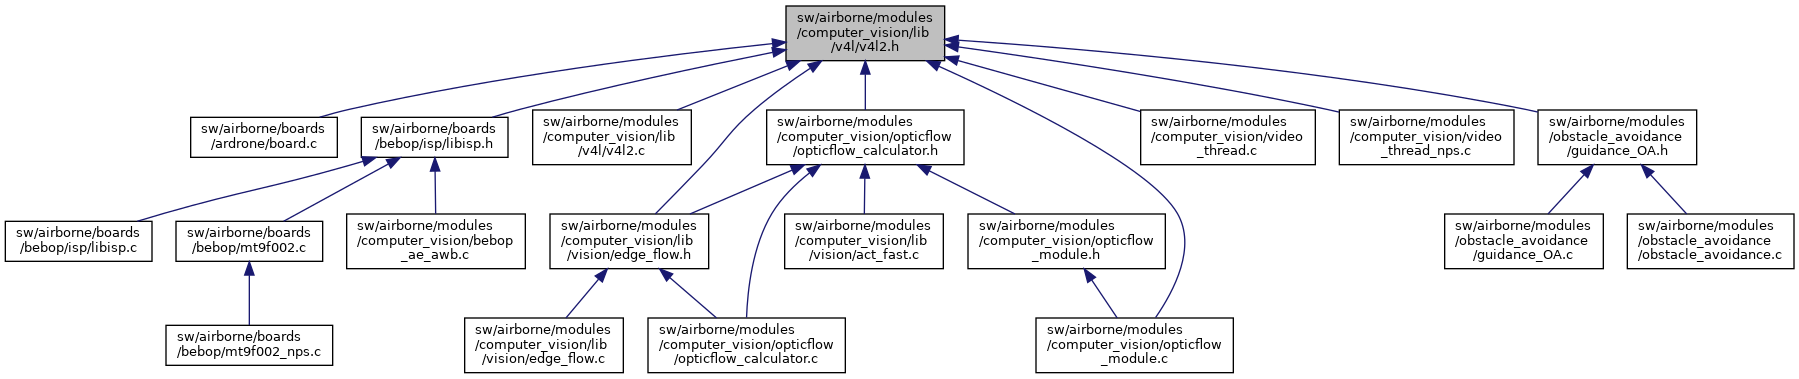 sw/airborne/modules
/computer_vision/lib
/v4l/v4l2.h
sw/airborne/boards
/ardrone/board.c
sw/airborne/boards
/bebop/isp/libisp.h
sw/airborne/modules
/computer_vision/lib
/v4l/v4l2.c
sw/airborne/modules
/computer_vision/opticflow
/opticflow_calculator.h
sw/airborne/modules
/computer_vision/video
_thread.c
sw/airborne/modules
/computer_vision/video
_thread_nps.c
sw/airborne/modules
/obstacle_avoidance
/guidance_OA.h
sw/airborne/boards
/bebop/isp/libisp.c
sw/airborne/boards
/bebop/mt9f002.c
sw/airborne/modules
/computer_vision/bebop
_ae_awb.c
sw/airborne/modules
/computer_vision/lib
/vision/edge_flow.h
sw/airborne/modules
/computer_vision/lib
/vision/act_fast.c
sw/airborne/modules
/computer_vision/opticflow
_module.h
sw/airborne/modules
/obstacle_avoidance
/guidance_OA.c
sw/airborne/modules
/obstacle_avoidance
/obstacle_avoidance.c
sw/airborne/boards
/bebop/mt9f002_nps.c
sw/airborne/modules
/computer_vision/lib
/vision/edge_flow.c
sw/airborne/modules
/computer_vision/opticflow
/opticflow_calculator.c
sw/airborne/modules
/computer_vision/opticflow
_module.c